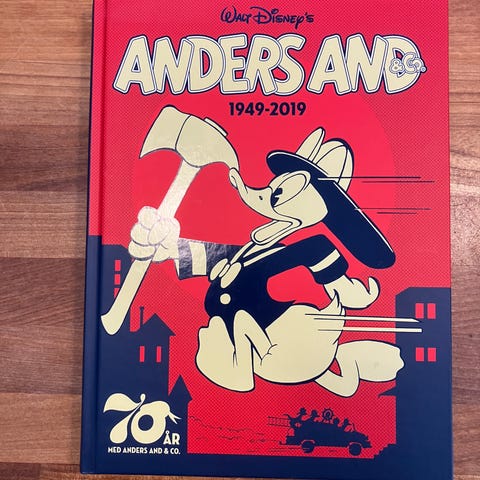 WALT DISNEY'S
ANDERS AND
& CO.
1949-2019
70 ÅR
MED ANDERS AND & CO.